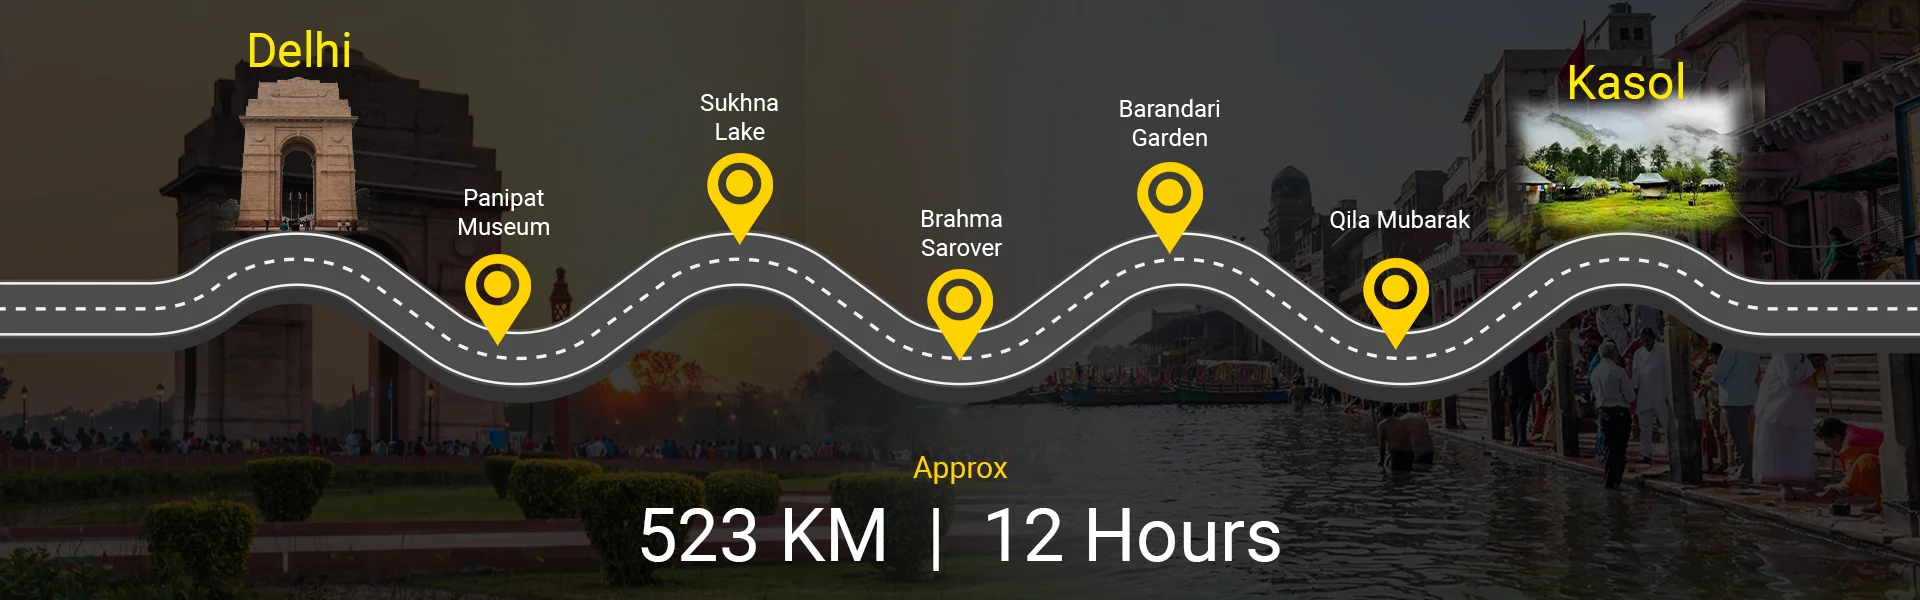 Delhi
Kasol
Sukhna
Lake
Barandari
Garden
Panipat
Museum
Brahma
Sarover
Qila Mubarak
Approx
523 KM | 12 Hours